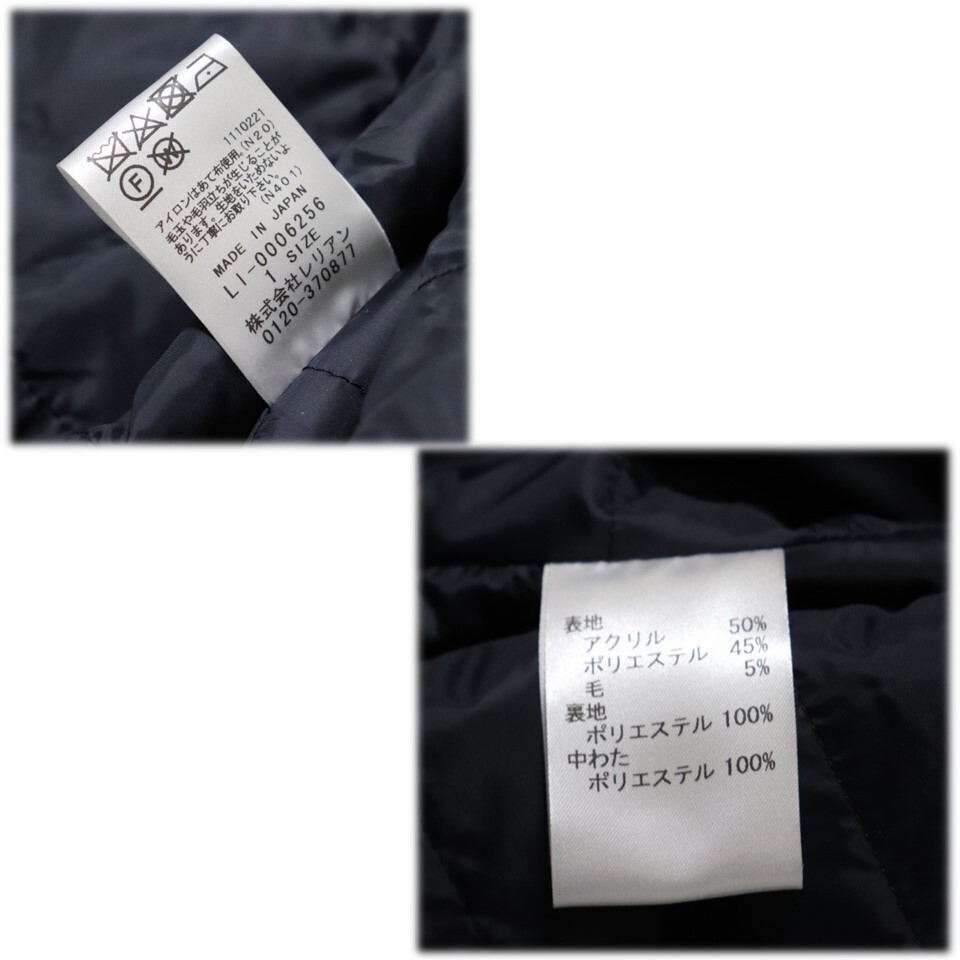 F
W
1110221
アイロンはあて布使用。(N20)
毛玉や毛羽立ちが生じることが
あります。生地をいためないよ
うに丁寧にお取り下さい。
(N401)
MADE IN JAPAN
LI-0006256
1 SIZE
株式会社レリアン
0120-370877
表地
アクリル 50%
ポリエステル 45%
毛 5%
裏地
ポリエステル 100%
中わた
ポリエステル 100%